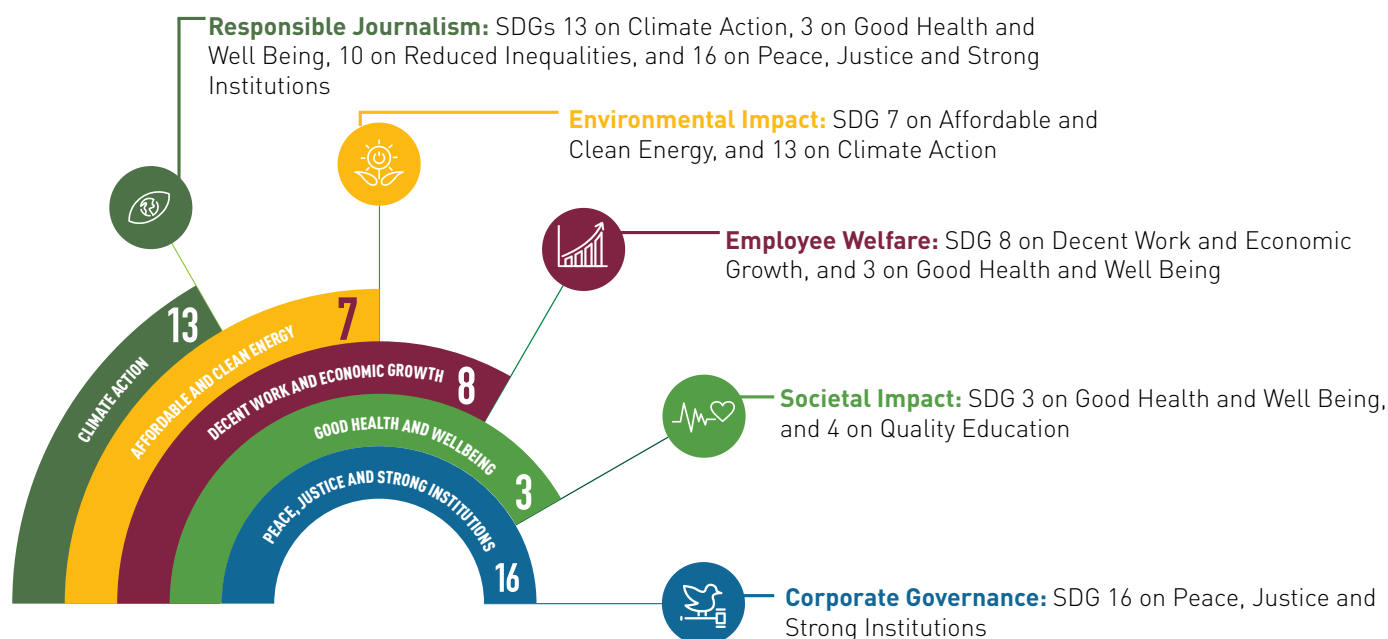 Responsible Journalism: SDGs 13 on Climate Action, 3 on Good Health and
Well Being, 10 on Reduced Inequalities, and 16 on Peace, Justice and Strong
Institutions
Environmental Impact: SDG 7 on Affordable and
Clean Energy, and 13 on Climate Action
Employee Welfare: SDG 8 on Decent Work and Economic
Growth, and 3 on Good Health and Well Being
Societal Impact: SDG 3 on Good Health and Well Being,
and 4 on Quality Education
Corporate Governance: SDG 16 on Peace, Justice and
Strong Institutions
CLIMATE ACTION 13
AFFORDABLE AND CLEAN ENERGY 7
DECENT WORK AND ECONOMIC GROWTH 8
GOOD HEALTH AND WELLBEING 3
PEACE, JUSTICE AND STRONG INSTITUTIONS 16